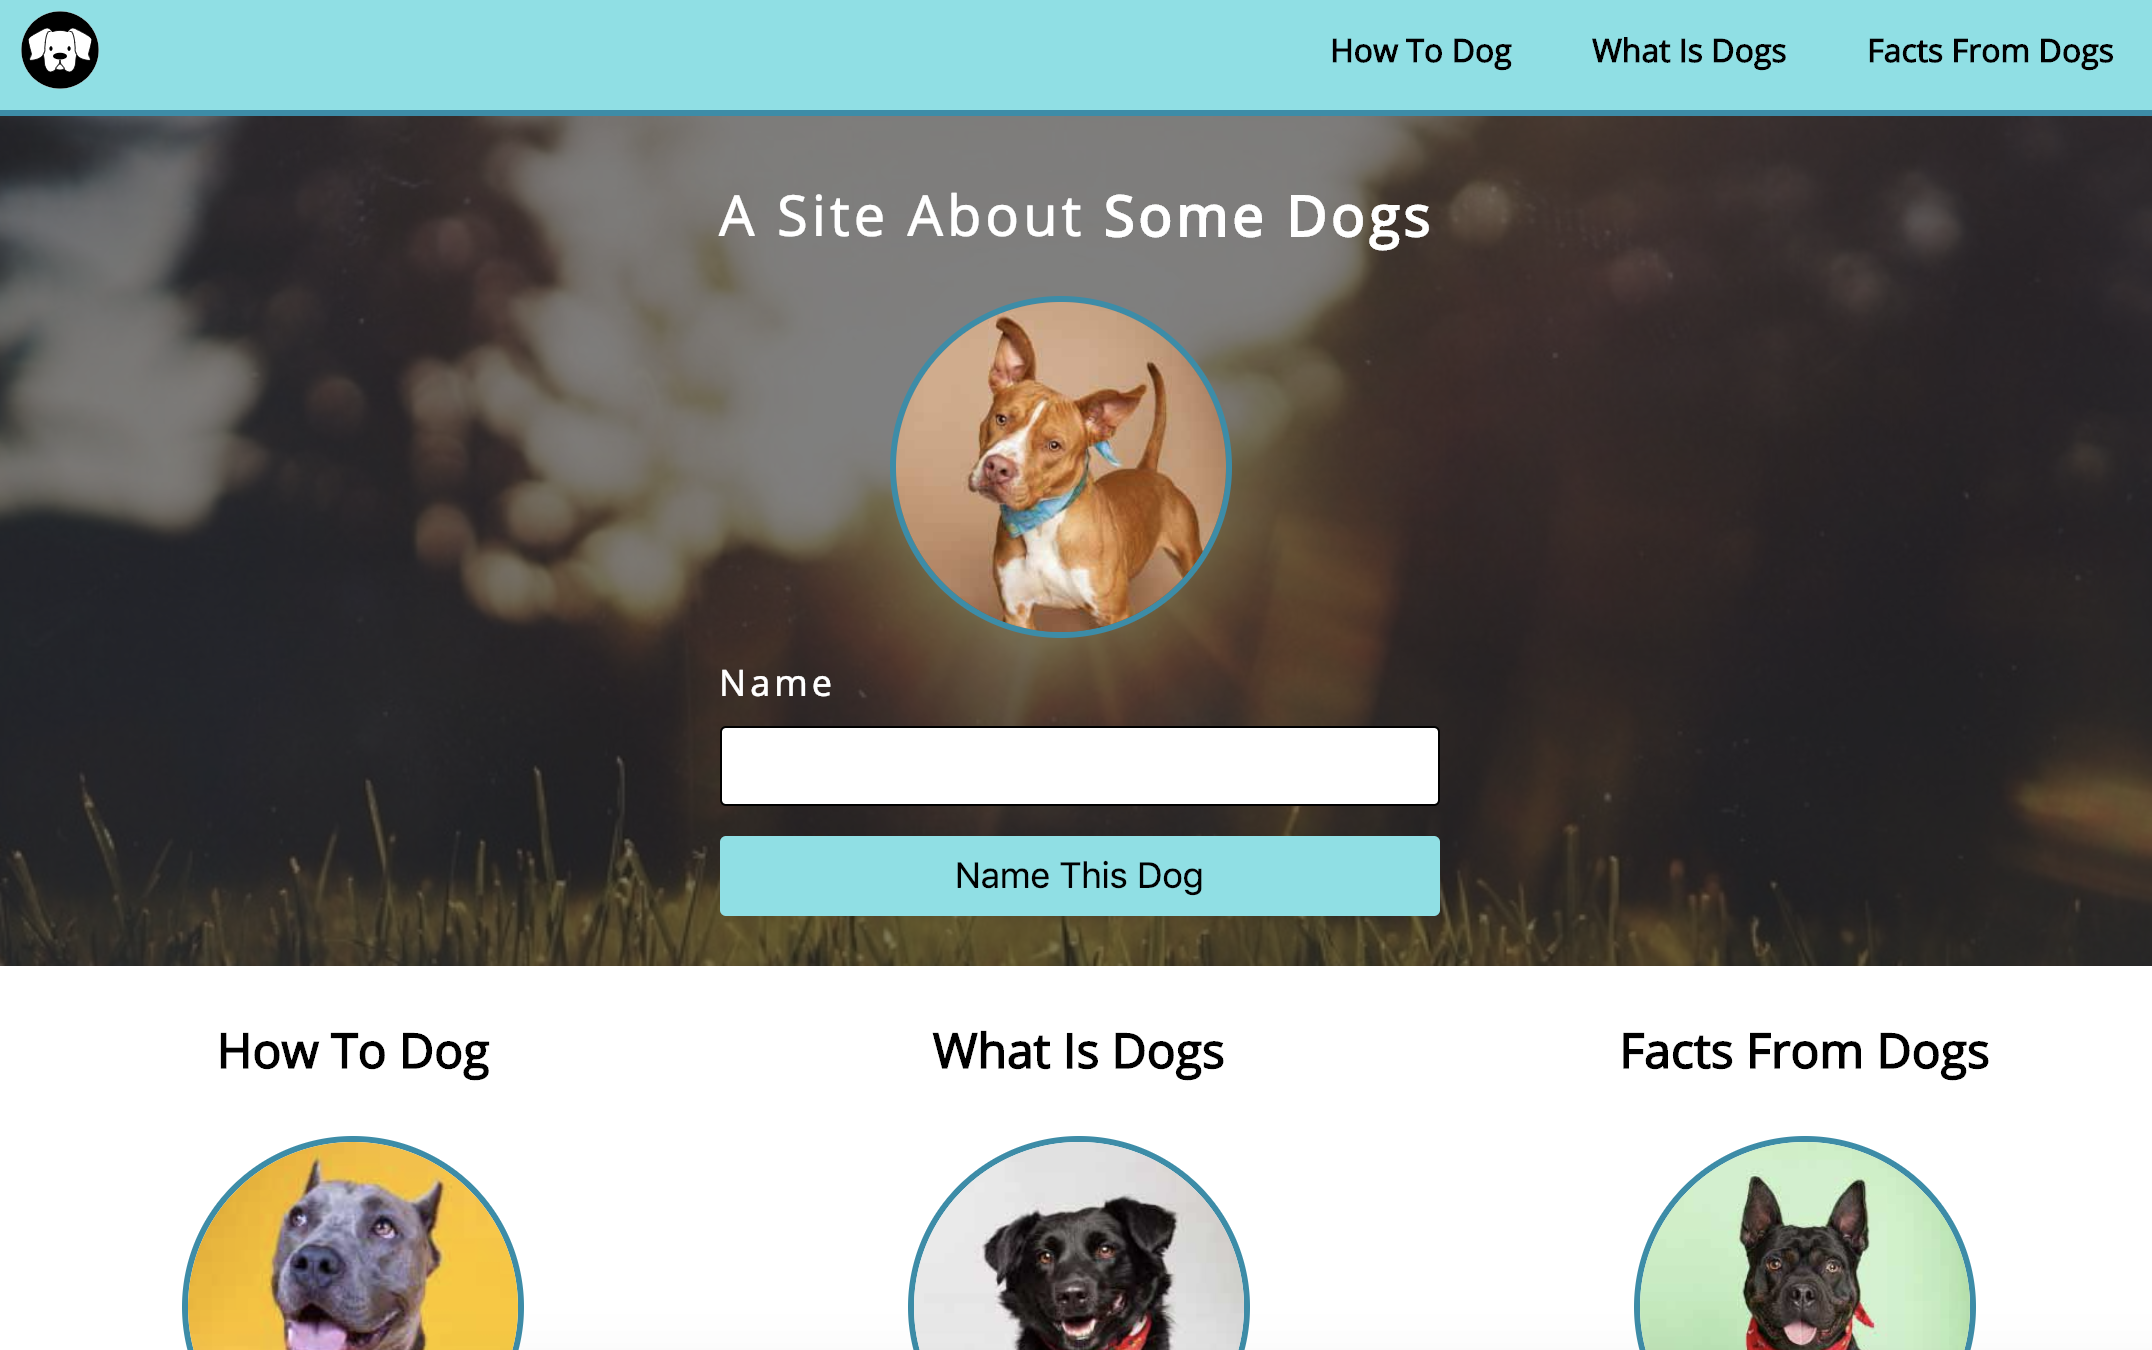 How To Dog What Is Dogs Facts From Dogs
A Site About Some Dogs
Name
Name This Dog
How To Dog What Is Dogs Facts From Dogs